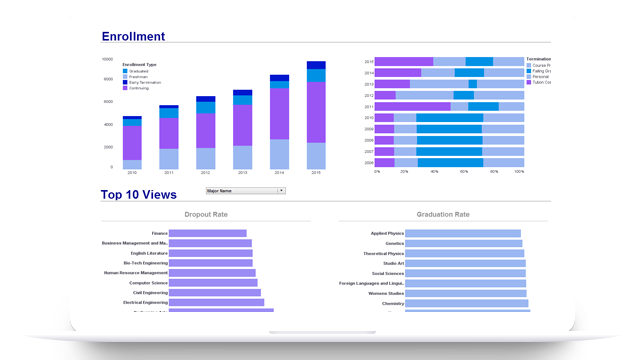 Enrollment
Enrollment Type
Graduated
Freshman
Early Termination
Continuing
10000
8000
6000
4000
2000
0
2010 2011 2012 2013 2014 2015
Termination
Course Pr
Failing Gr
Personal
Tution Co
2015
2014
2013
2012
2011
2010
2009
2008
2007
2006
0% 20% 40% 60% 80% 100%
Top 10 Views
Major Name
Dropout Rate
Finance
Business Management and Ma..
English Literature
Bio-Tech Engineering
Human Resource Management
Computer Science
Civil Engineering
Electrical Engineering
Graduation Rate
Applied Physics
Genetics
Theoretical Physics
Studio Art
Social Sciences
Foreign Languages and Lingui..
Womens Studies
Chemistry